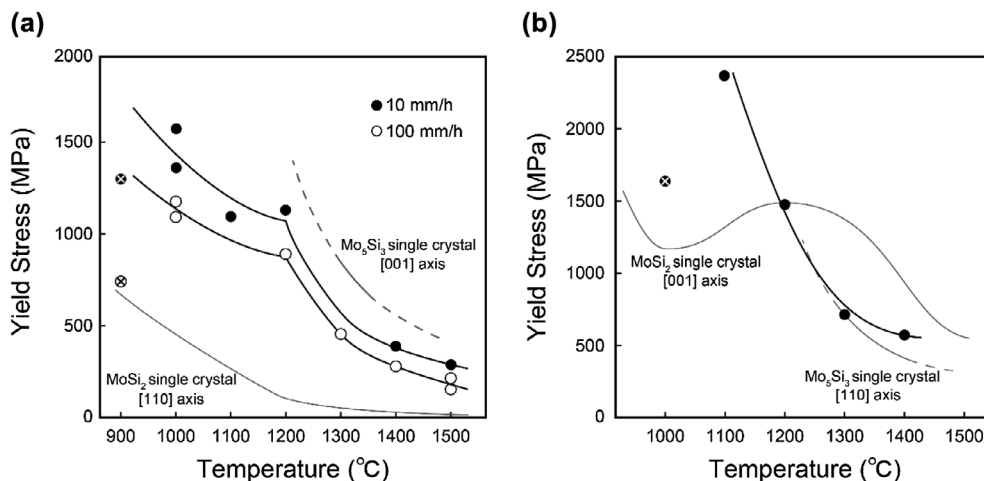 (a)
2000
1500
1000
500
0
Yield Stress (MPa)
10 mm/h
100 mm/h
Mo₅Si₃ single crystal
[001] axis
MoSi₂ single crystal
[110] axis
900 1000 1100 1200 1300 1400 1500
Temperature (°C)
(b)
2500
2000
1500
1000
500
0
Yield Stress (MPa)
MoSi₂ single crystal
[001] axis
Mo₅Si₃ single crystal
[110] axis
1000 1100 1200 1300 1400 1500
Temperature (°C)